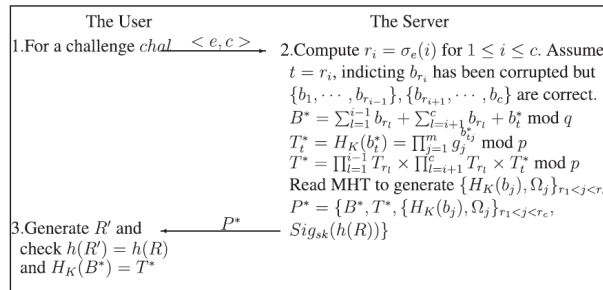 The User The Server
1.For a challenge chal < e, c > 2.Compute r_i = σ_e(i) for 1 ≤ i ≤ c. Assume
t = r_i, indicting b_{r_i} has been corrupted but
{b_1, ⋯ , b_{r_{i−1}}}, {b_{r_{i+1}}, ⋯ , b_c} are correct.
B* = ∑_{l=1}^{i−1} b_{r_l} + ∑_{l=i+1}^{c} b_{r_l} + b_t^* mod q
T_t^* = H_K(b_t^*) = ∏_{j=1}^{m} g_j^{b_{tj}^*} mod p
T* = ∏_{l=1}^{i−1} T_{r_l} × ∏_{l=i+1}^{c} T_{r_l} × T_t^* mod p
Read MHT to generate {H_K(b_j), Ω_j}_{r_1<j<r_c}
3.Generate R′ and P* P* = {B*, T*, {H_K(b_j), Ω_j}_{r_1<j<r_c},
check h(R′) = h(R) Sig_{sk}(h(R))}
and H_K(B*) = T*